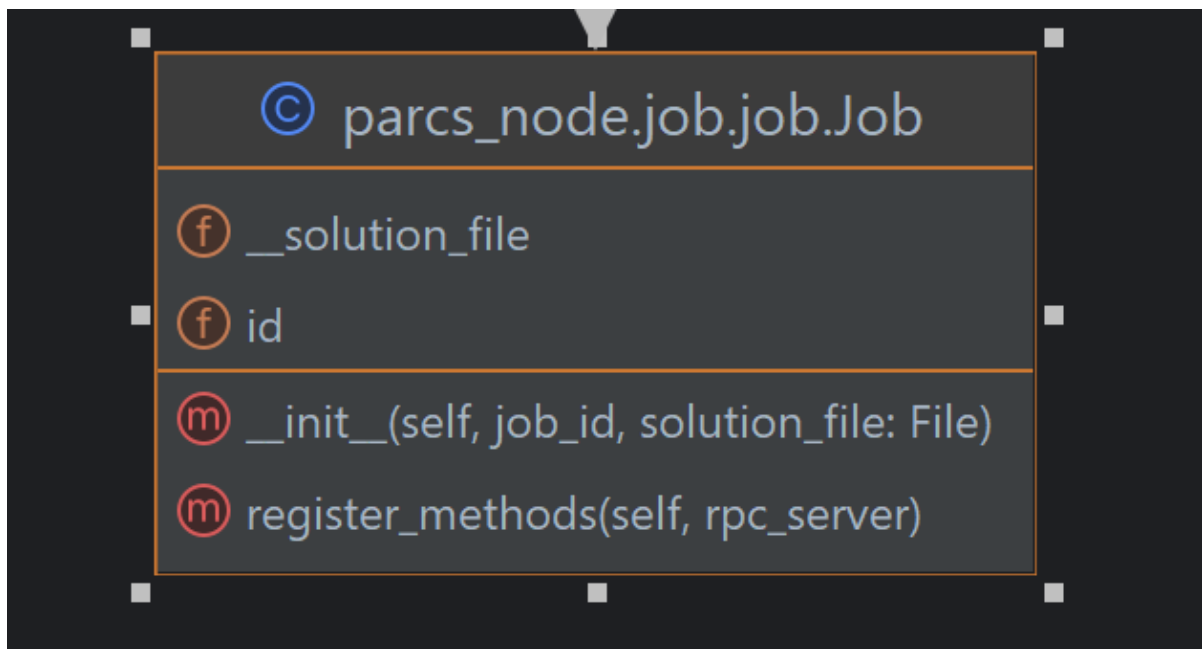 © parcs_node.job.job.Job
f __solution_file
f id
m __init__(self, job_id, solution_file: File)
m register_methods(self, rpc_server)